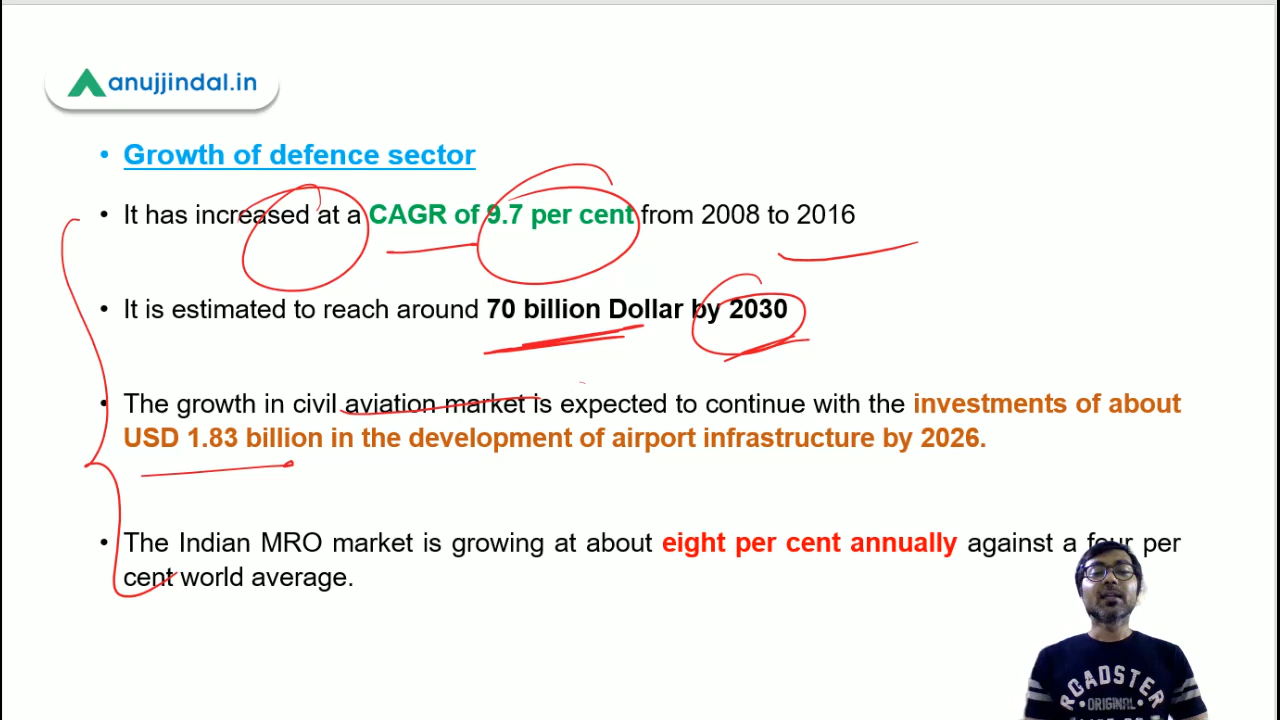 anujjindal.in
• Growth of defence sector
• It has increased at a CAGR of 9.7 per cent from 2008 to 2016
• It is estimated to reach around 70 billion Dollar by 2030
• The growth in civil aviation market is expected to continue with the investments of about
USD 1.83 billion in the development of airport infrastructure by 2026.
• The Indian MRO market is growing at about eight per cent annually against a four per
cent world average.
ROADSTER
• ORIGINAL •